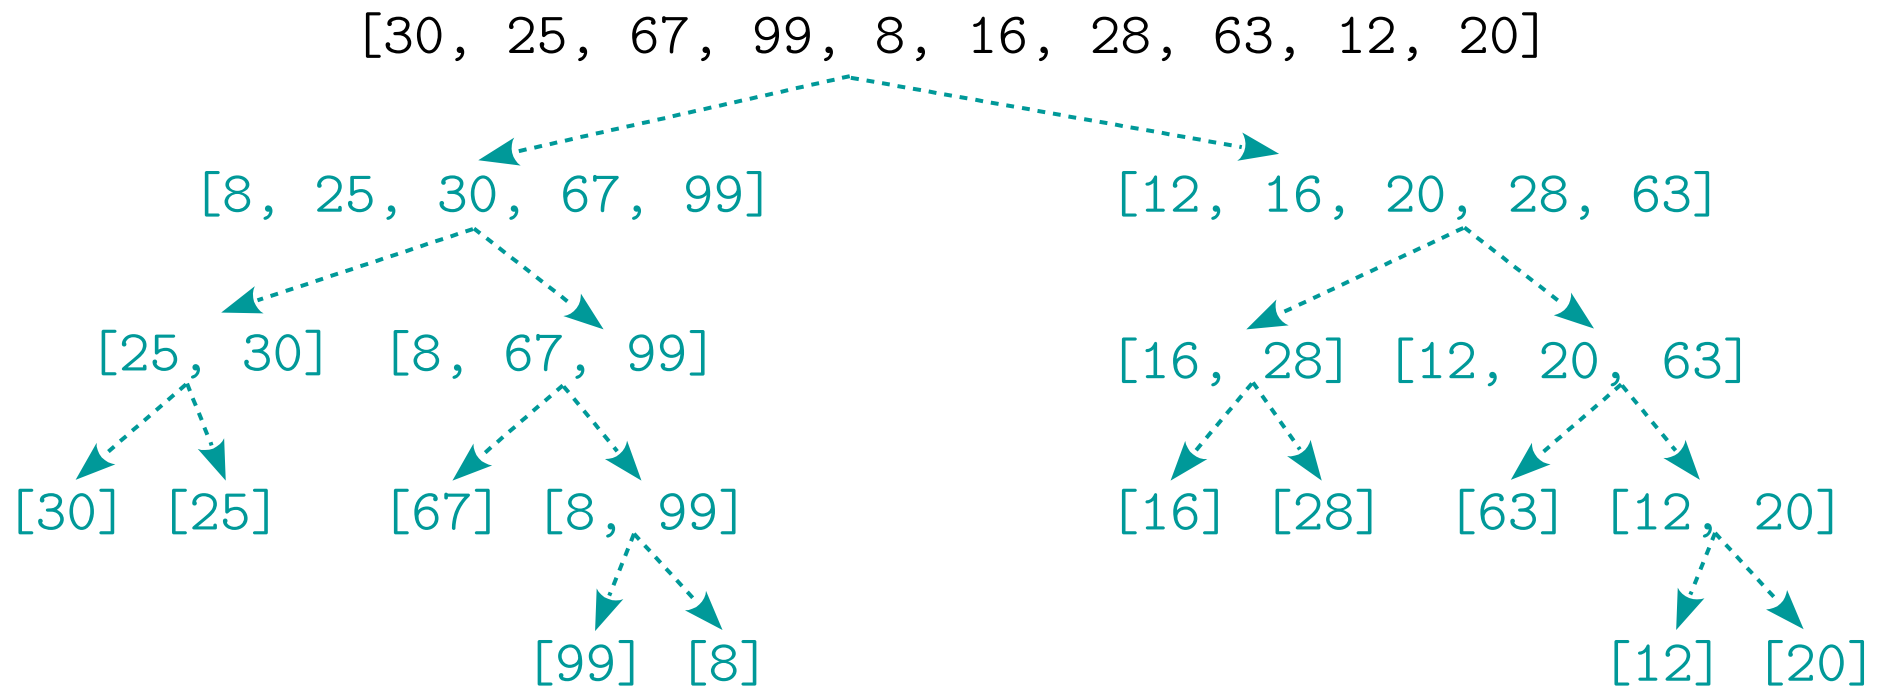 [30, 25, 67, 99, 8, 16, 28, 63, 12, 20]
[8, 25, 30, 67, 99] [12, 16, 20, 28, 63]
[25, 30] [8, 67, 99] [16, 28] [12, 20, 63]
[30] [25] [67] [8, 99] [16] [28] [63] [12, 20]
[99] [8] [12] [20]